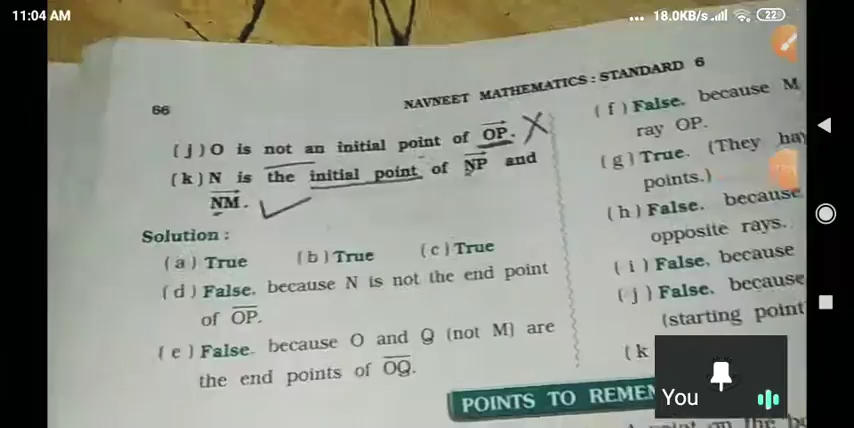 11:04 AM
... 18.0KB/s 22
66
NAVNEET MATHEMATICS : STANDARD 6
( j ) O is not an initial point of OP.
( k ) N is the initial point of NP and
NM.
Solution :
( a ) True ( b ) True ( c ) True
( d ) False, because N is not the end point
of OP.
( e ) False, because O and Q (not M) are
the end points of OQ.
( f ) False, because M
ray OP.
( g ) True. (They
points.)
( h ) False, because
opposite rays.
( i ) False, because
( j ) False, because
(starting point
( k
POINTS TO
You